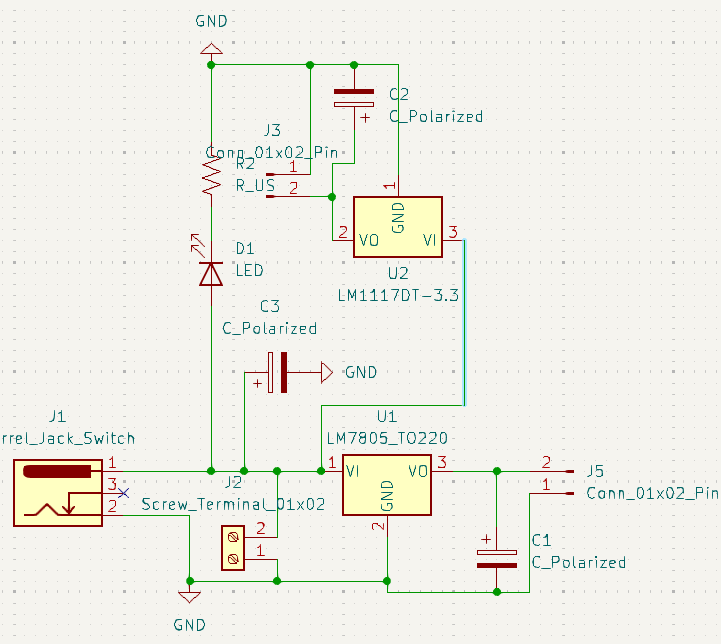 GND
C2
+ C_Polarized
J3
Conn_01x02_Pin
R2
1
R_US
2
1
GND
2
VO
VI
3
D1
LED
U2
LM1117DT-3.3
C3
C_Polarized
+
GND
J1
rrel_Jack_Switch
U1
LM7805_TO220
1
3
2
J2
Screw_Terminal_01x02
2
1
1
VI
VO
3
GND
2
2
J5
1
Conn_01x02_Pin
+
C1
C_Polarized
GND